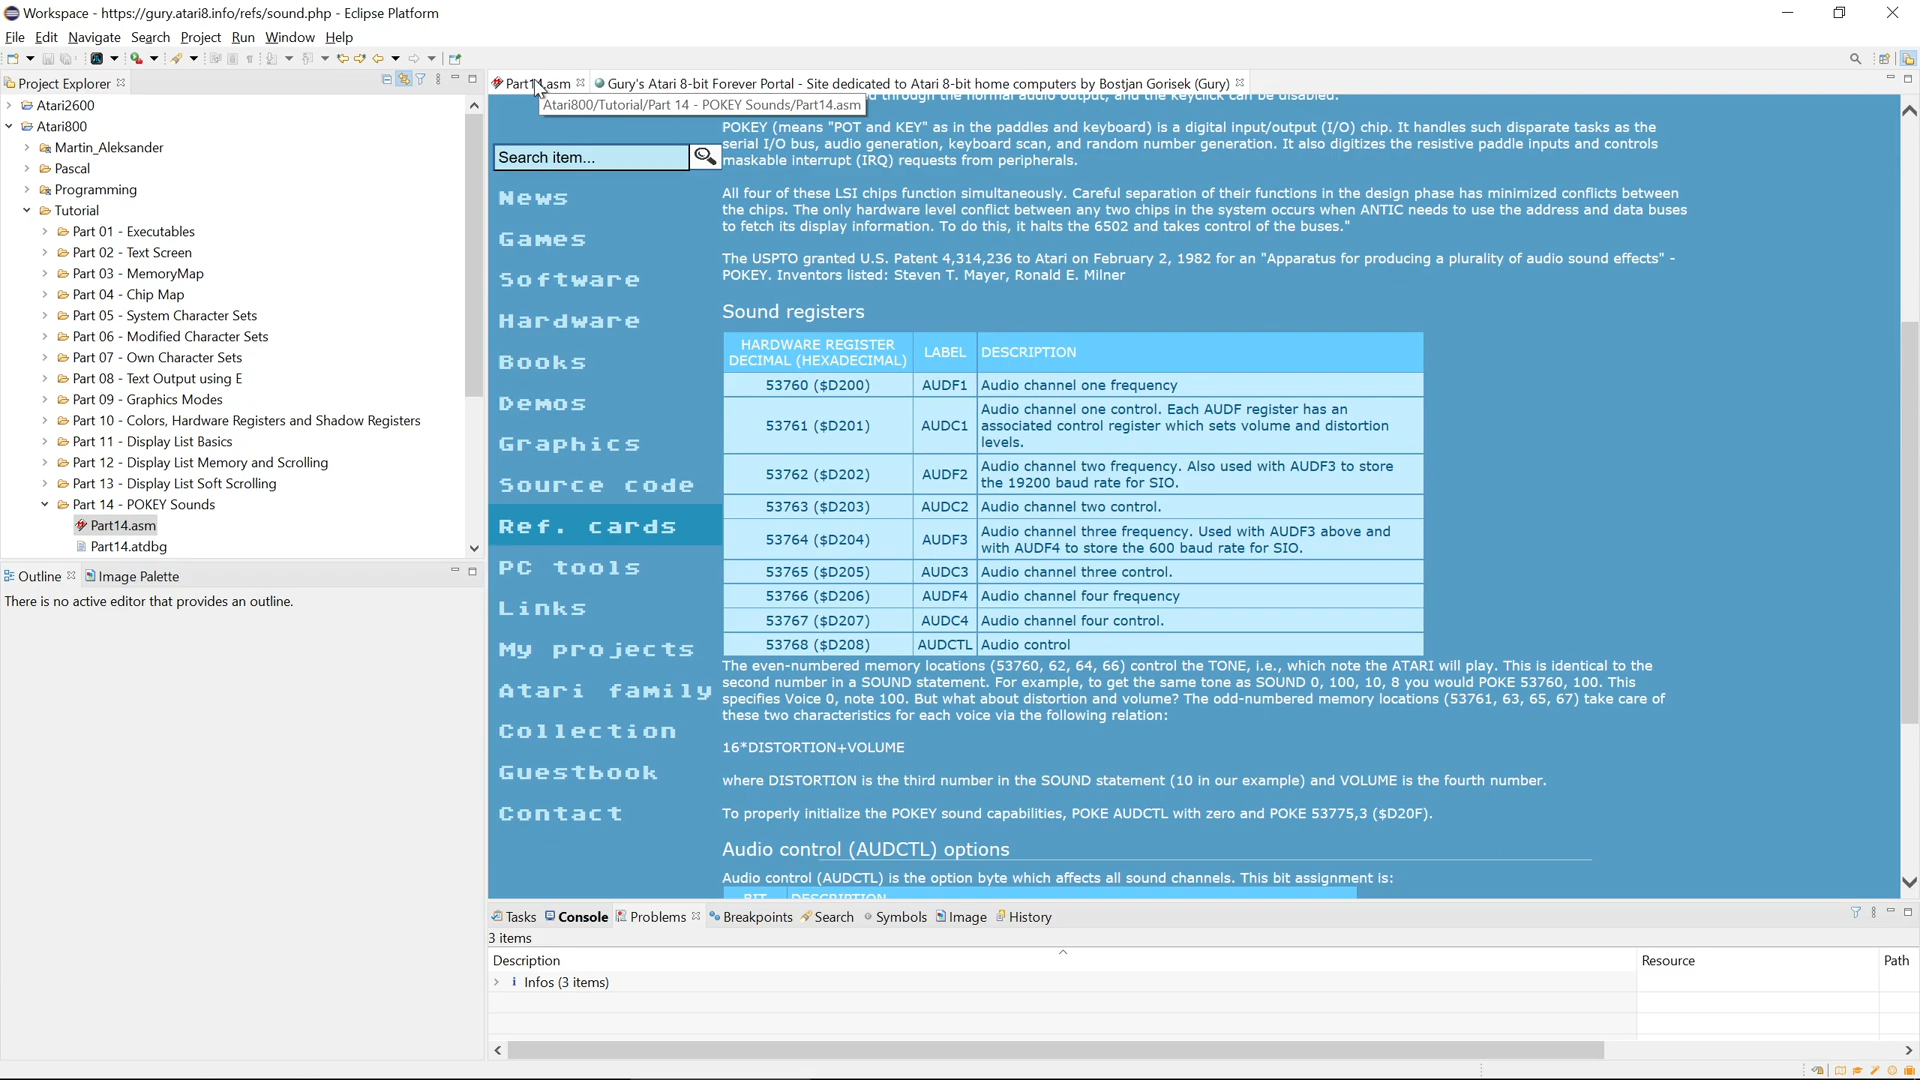 Workspace - https://gury.atari8.info/refs/sound.php - Eclipse Platform
File Edit Navigate Search Project Run Window Help
Project Explorer
Part14.asm
Gury's Atari 8-bit Forever Portal - Site dedicated to Atari 8-bit home computers by Bostjan Gorisek (Gury)
Atari800/Tutorial/Part 14 - POKEY Sounds/Part14.asm
Atari2600
Atari800
Martin_Aleksander
Pascal
Programming
Tutorial
Part 01 - Executables
Part 02 - Text Screen
Part 03 - MemoryMap
Part 04 - Chip Map
Part 05 - System Character Sets
Part 06 - Modified Character Sets
Part 07 - Own Character Sets
Part 08 - Text Output using E
Part 09 - Graphics Modes
Part 10 - Colors, Hardware Registers and Shadow Registers
Part 11 - Display List Basics
Part 12 - Display List Memory and Scrolling
Part 13 - Display List Soft Scrolling
Part 14 - POKEY Sounds
Part14.asm
Part14.atdbg
Outline Image Palette
There is no active editor that provides an outline.
Search item...
News
Games
Software
Hardware
Books
Demos
Graphics
Source code
Ref. cards
PC tools
Links
My projects
Atari family
Collection
Guestbook
Contact
through the normal audio output, and the keyclick can be disabled.
POKEY (means "POT and KEY" as in the paddles and keyboard) is a digital input/output (I/O) chip. It handles such disparate tasks as the
serial I/O bus, audio generation, keyboard scan, and random number generation. It also digitizes the resistive paddle inputs and controls
maskable interrupt (IRQ) requests from peripherals.
All four of these LSI chips function simultaneously. Careful separation of their functions in the design phase has minimized conflicts between
the chips. The only hardware level conflict between any two chips in the system occurs when ANTIC needs to use the address and data buses
to fetch its display information. To do this, it halts the 6502 and takes control of the buses."
The USPTO granted U.S. Patent 4,314,236 to Atari on February 2, 1982 for an "Apparatus for producing a plurality of audio sound effects" -
POKEY. Inventors listed: Steven T. Mayer, Ronald E. Milner
Sound registers
HARDWARE REGISTER
DECIMAL (HEXADECIMAL) LABEL DESCRIPTION
53760 ($D200) AUDF1 Audio channel one frequency
53761 ($D201) AUDC1 Audio channel one control. Each AUDF register has an
associated control register which sets volume and distortion
levels.
53762 ($D202) AUDF2 Audio channel two frequency. Also used with AUDF3 to store
the 19200 baud rate for SIO.
53763 ($D203) AUDC2 Audio channel two control.
53764 ($D204) AUDF3 Audio channel three frequency. Used with AUDF3 above and
with AUDF4 to store the 600 baud rate for SIO.
53765 ($D205) AUDC3 Audio channel three control.
53766 ($D206) AUDF4 Audio channel four frequency
53767 ($D207) AUDC4 Audio channel four control.
53768 ($D208) AUDCTL Audio control
The even-numbered memory locations (53760, 62, 64, 66) control the TONE, i.e., which note the ATARI will play. This is identical to the
second number in a SOUND statement. For example, to get the same tone as SOUND 0, 100, 10, 8 you would POKE 53760, 100. This
specifies Voice 0, note 100. But what about distortion and volume? The odd-numbered memory locations (53761, 63, 65, 67) take care of
these two characteristics for each voice via the following relation:
16*DISTORTION+VOLUME
where DISTORTION is the third number in the SOUND statement (10 in our example) and VOLUME is the fourth number.
To properly initialize the POKEY sound capabilities, POKE AUDCTL with zero and POKE 53775,3 ($D20F).
Audio control (AUDCTL) options
Audio control (AUDCTL) is the option byte which affects all sound channels. This bit assignment is:
BIT DESCRIPTION
Tasks Console Problems Breakpoints Search Symbols Image History
3 items
Description Resource Path
Infos (3 items)